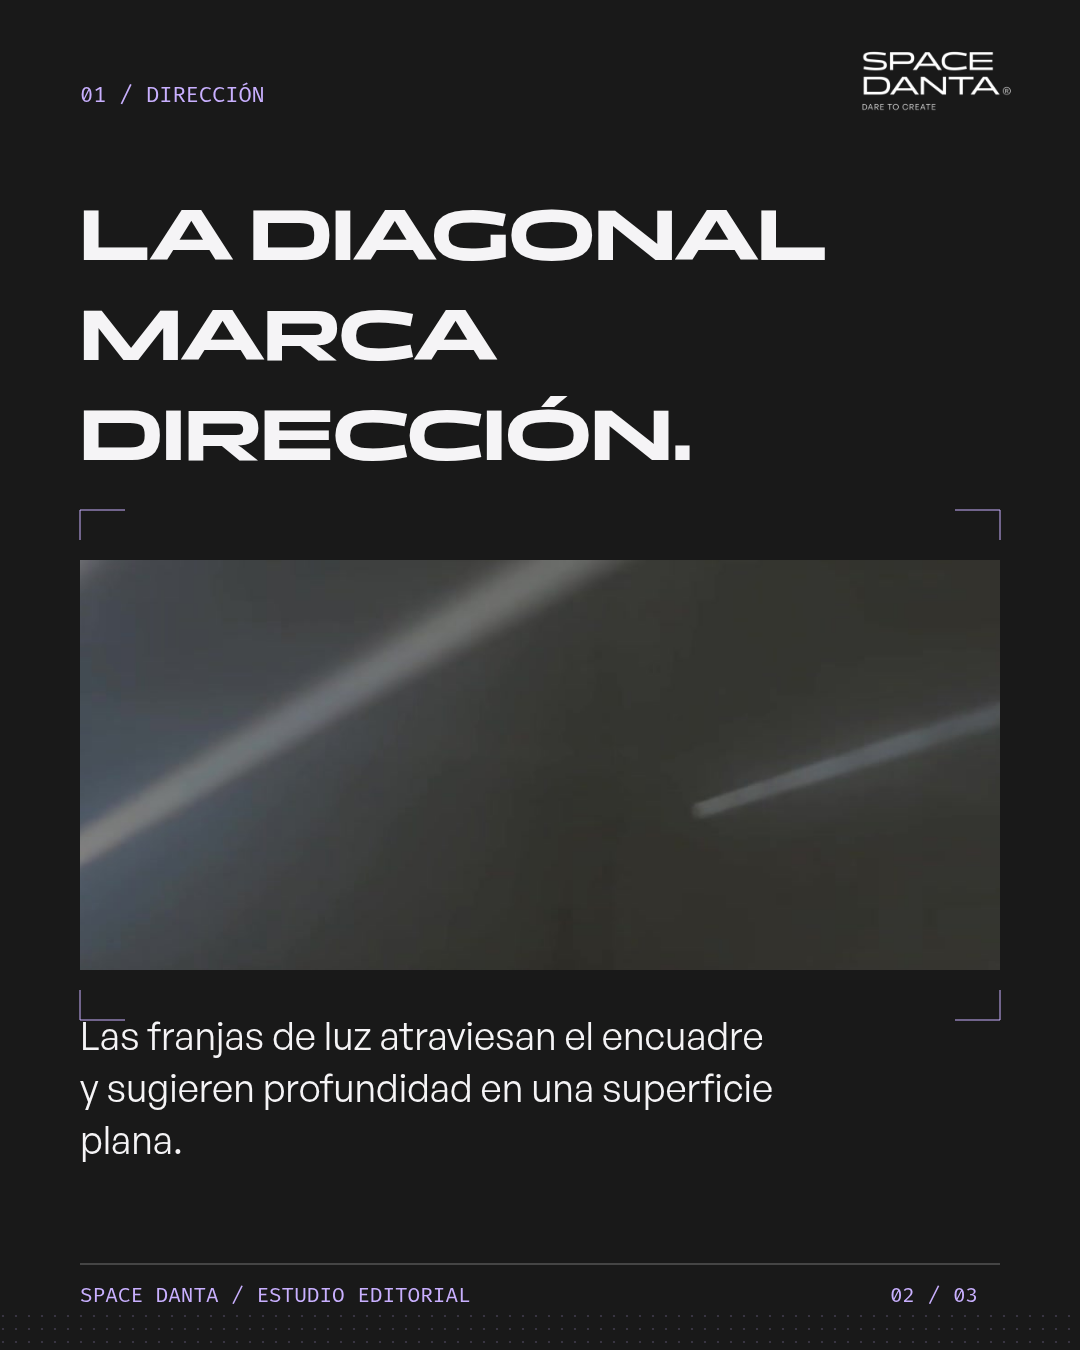 01 / DIRECCIÓN
SPACE
DANTA®
DARE TO CREATE
LA DIAGONAL
MARCA
DIRECCIÓN.
Las franjas de luz atraviesan el encuadre
y sugieren profundidad en una superficie
plana.
SPACE DANTA / ESTUDIO EDITORIAL
02 / 03